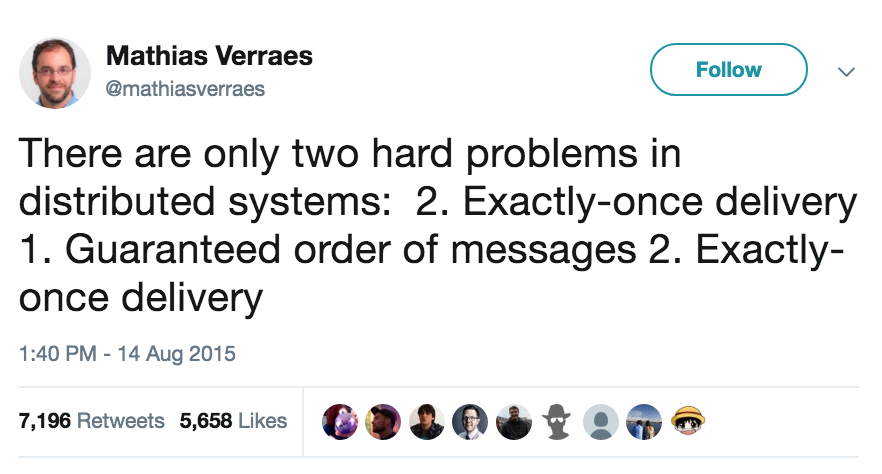 Mathias Verraes
@mathiasverraes
Follow
There are only two hard problems in
distributed systems:  2. Exactly-once delivery
1. Guaranteed order of messages 2. Exactly-
once delivery
1:40 PM - 14 Aug 2015
7,196 Retweets 5,658 Likes